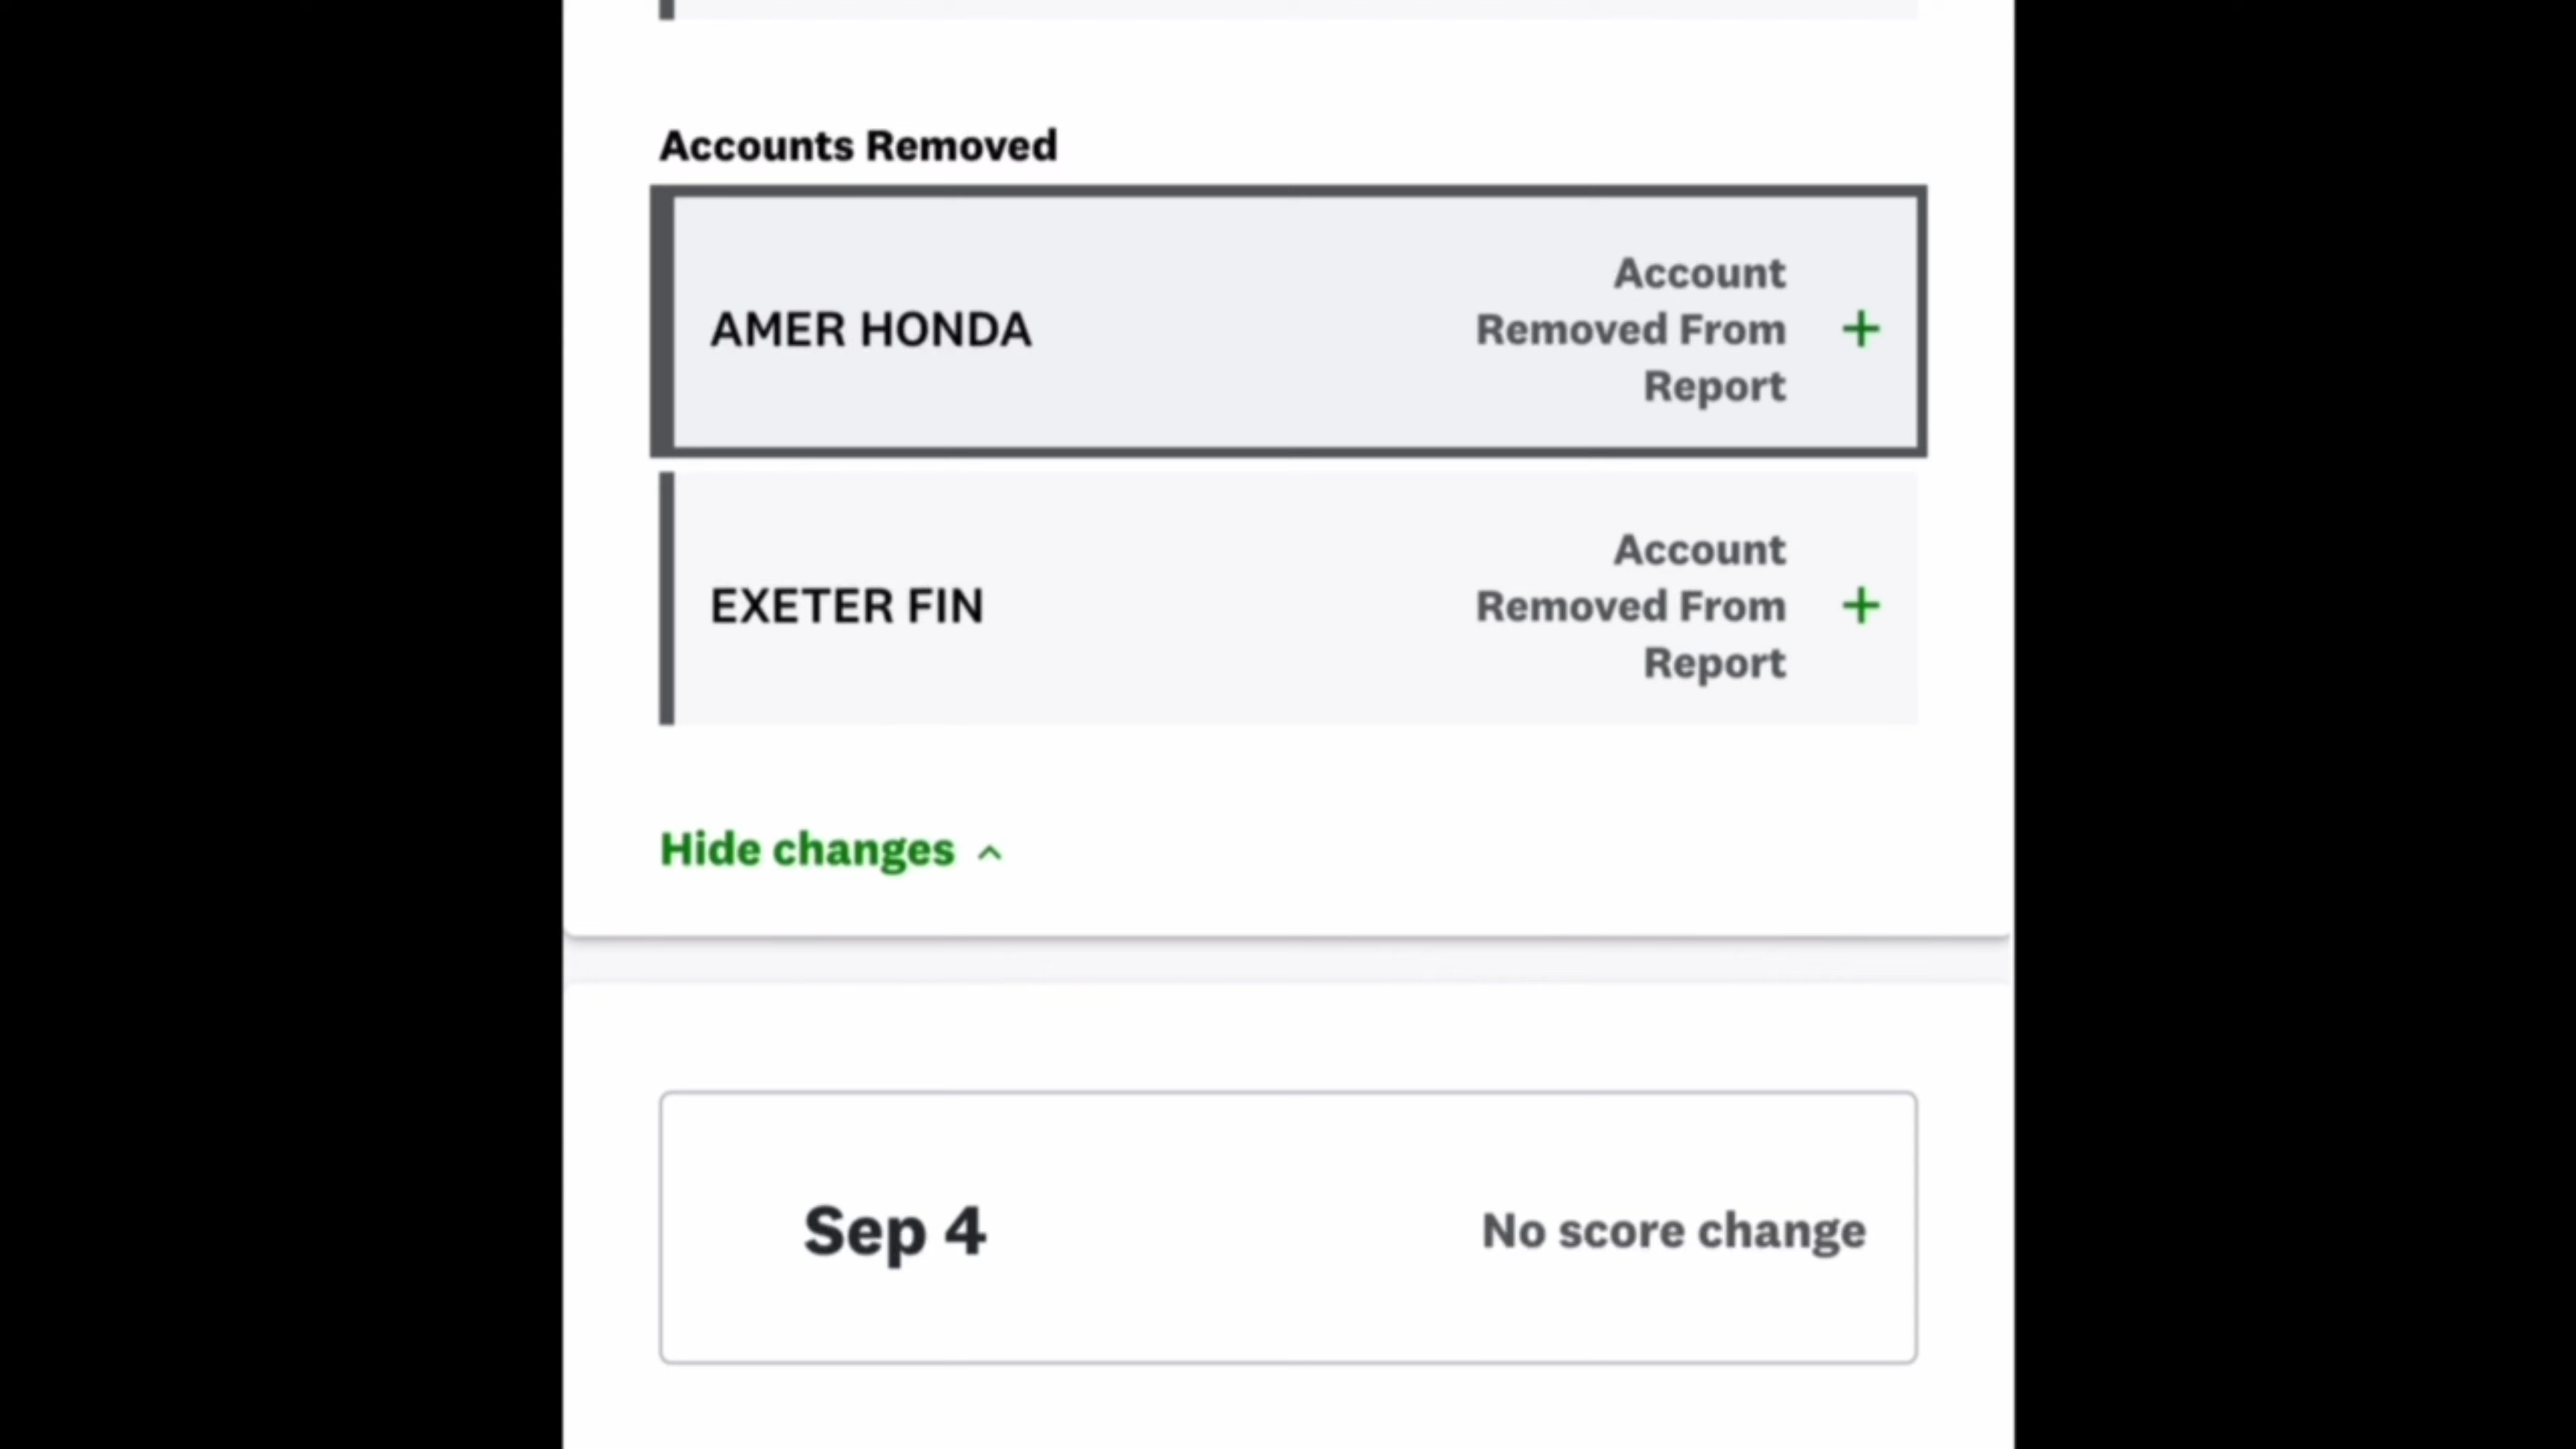 Accounts Removed
AMER HONDA
Account
Removed From
Report
+
EXETER FIN
Account
Removed From
Report
+
Hide changes
Sep 4
No score change